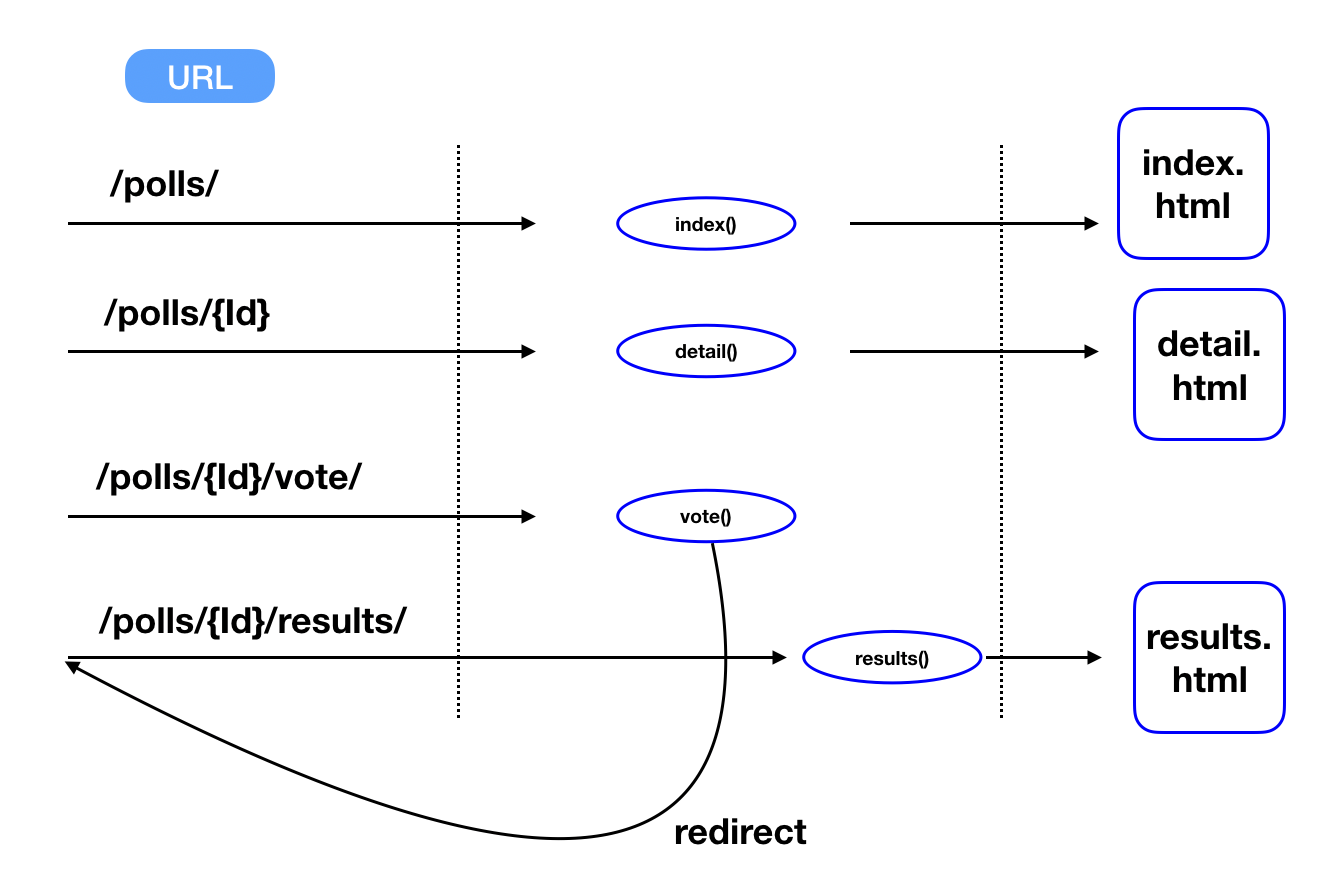 URL
/polls/
index()
index.
html
/polls/{Id}
detail()
detail.
html
/polls/{Id}/vote/
vote()
/polls/{Id}/results/
results()
results.
html
redirect